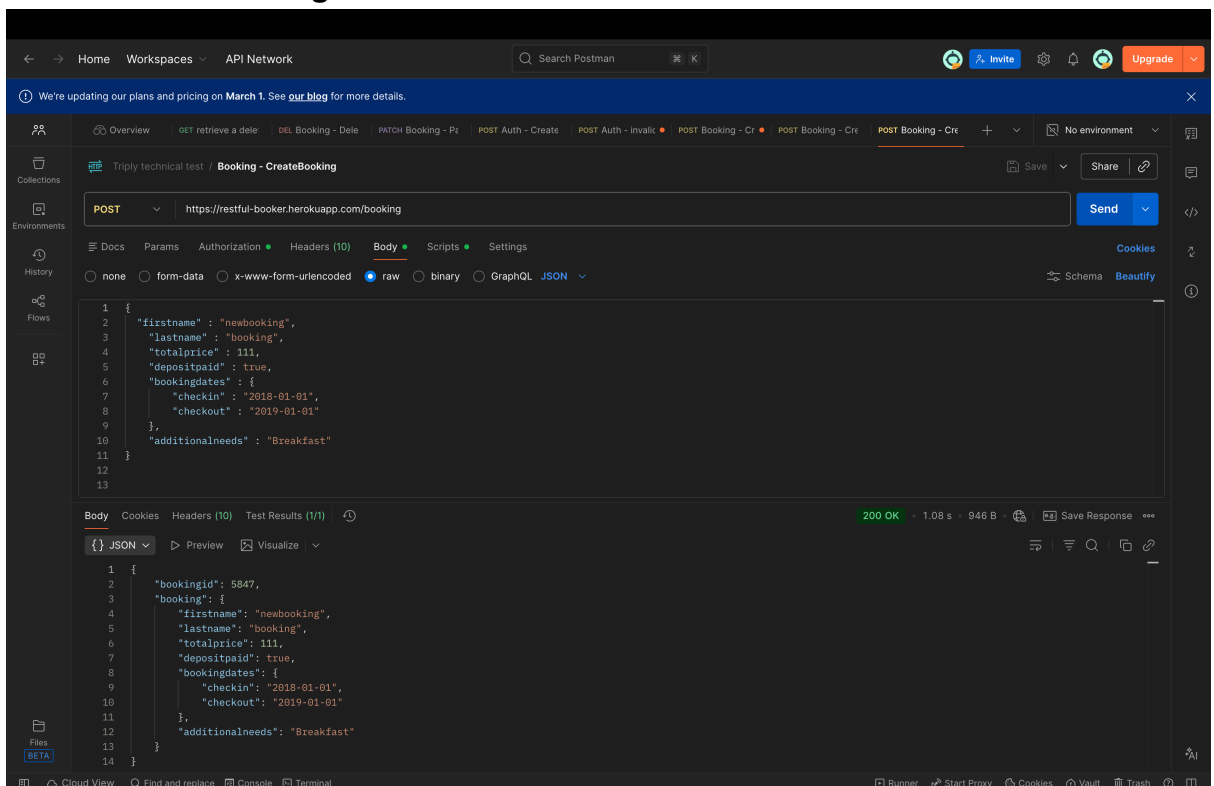 Home Workspaces API Network Search Postman ⌘ K Invite Upgrade
We're updating our plans and pricing on March 1. See our blog for more details.
Overview GET retrieve a dele DEL Booking - Dele PATCH Booking - Pa POST Auth - Create POST Auth - invalic POST Booking - Cr POST Booking - Cre POST Booking - Cre No environment
Triply technical test / Booking - CreateBooking Save Share
Collections
POST https://restful-booker.herokuapp.com/booking Send
Environments
Docs Params Authorization Headers (10) Body Scripts Settings Cookies
History
none form-data x-www-form-urlencoded raw binary GraphQL JSON Schema Beautify
Flows
1 {
2 "firstname" : "newbooking",
3 "lastname" : "booking",
4 "totalprice" : 111,
5 "depositpaid" : true,
6 "bookingdates" : {
7 "checkin" : "2018-01-01",
8 "checkout" : "2019-01-01"
9 },
10 "additionalneeds" : "Breakfast"
11 }
12
13
Body Cookies Headers (10) Test Results (1/1) 200 OK 1.08 s 946 B Save Response
{} JSON Preview Visualize
1 {
2 "bookingid": 5847,
3 "booking": {
4 "firstname": "newbooking",
5 "lastname": "booking",
6 "totalprice": 111,
7 "depositpaid": true,
8 "bookingdates": {
9 "checkin": "2018-01-01",
10 "checkout": "2019-01-01"
11 },
12 "additionalneeds": "Breakfast"
13 }
14 }
Files
BETA
AI
Cloud View Find and replace Console Terminal Runner Start Proxy Cookies Vault Trash